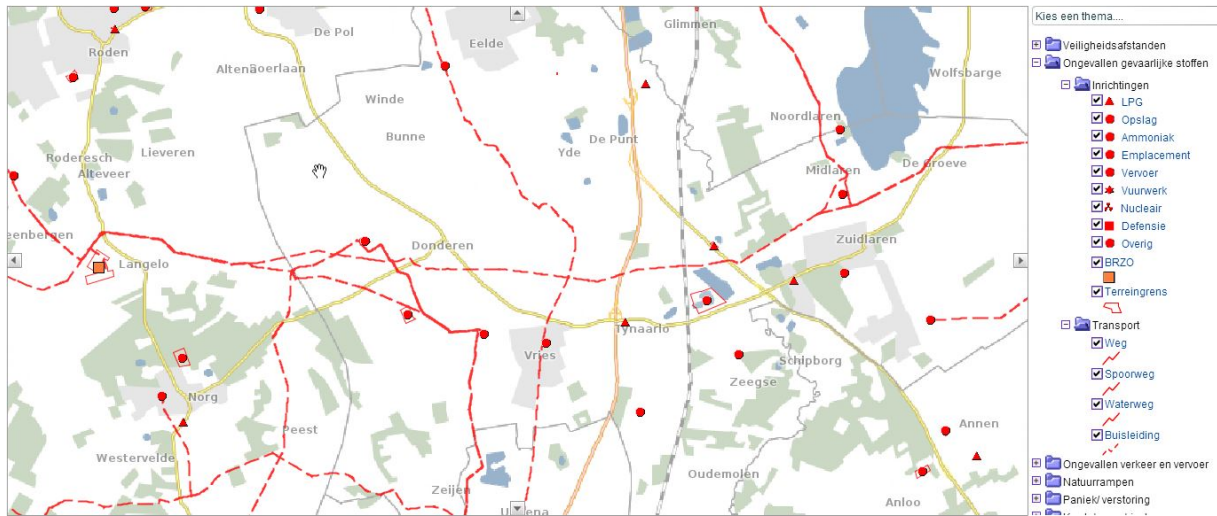 Roden
De Pol
Eelde
Glimmen
Wolfsbarge
Winde
Noordlaren
Bunne
De Punt
Lieveren
Yde
Roderesch
Alteveer
Midlaren
De Groeve
eenbergen
Donderen
Zuidlaren
Langelo
Tynaarlo
Vries
Schipborg
Zeegse
Norg
Peest
Annen
Westervelde
Oudemolen
Zeijen
Anloo
Kies een thema....
Veiligheidsafstanden
Ongevallen gevaarlijke stoffen
Inrichtingen
LPG
Opslag
Ammoniak
Emplacement
Vervoer
Vuurwerk
Nucleair
Defensie
Overig
BRZO
Terreingrens
Transport
Weg
Spoorweg
Waterweg
Buisleiding
Ongevallen verkeer en vervoer
Natuurrampen
Paniek/ verstoring